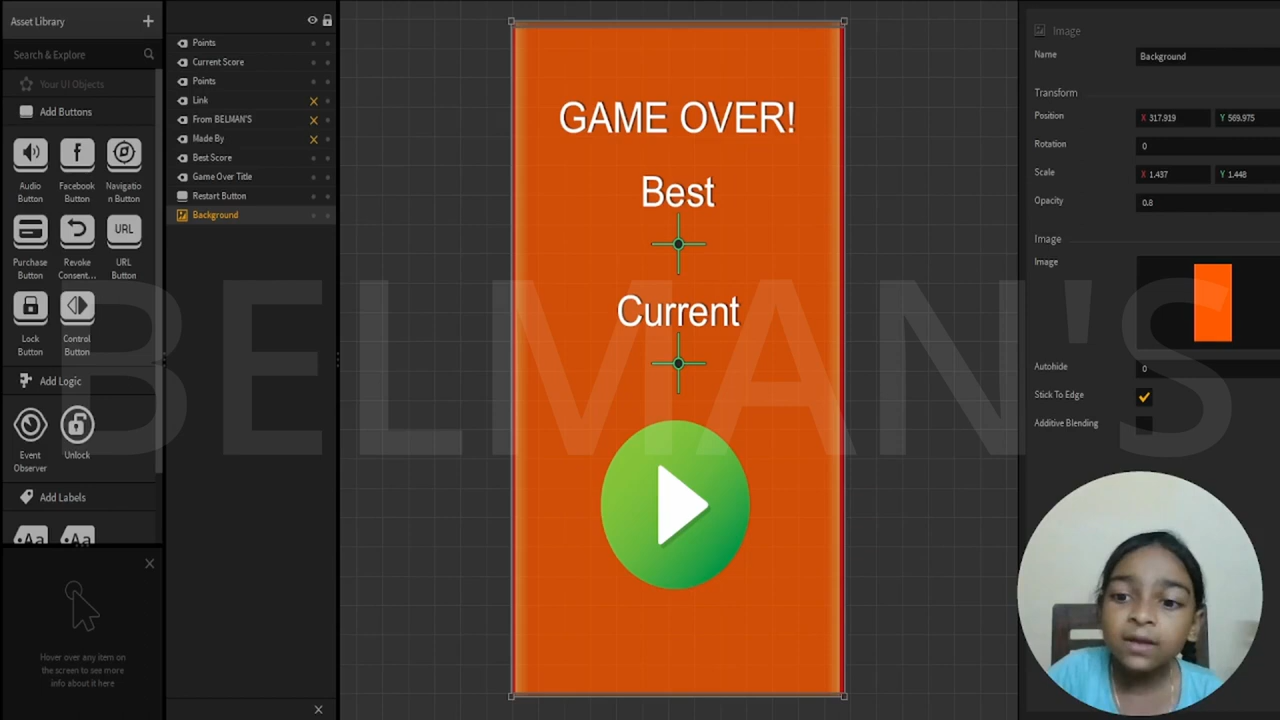 Asset Library
Search & Explore
Your UI Objects
Add Buttons
Audio
Button
Facebook
Button
Navigatio
n Button
Purchase
Button
Revoke
Consent...
URL
URL
Button
Lock
Button
Control
Button
Add Logic
Event
Observer
Unlock
Add Labels
Aa
Aa
Hover over any item on
the screen to see more
info about it here
Points
Current Score
Points
Link
From BELMAN'S
Made By
Best Score
Game Over Title
Restart Button
Background
GAME OVER!
Best
Current
BELMAN'S
Image
Name
Background
Transform
Position
X 317.919
Y 569.975
Rotation
0
Scale
X 1.437
Y 1.448
Opacity
0.8
Image
Image
Autohide
0
Stick To Edge
Additive Blending